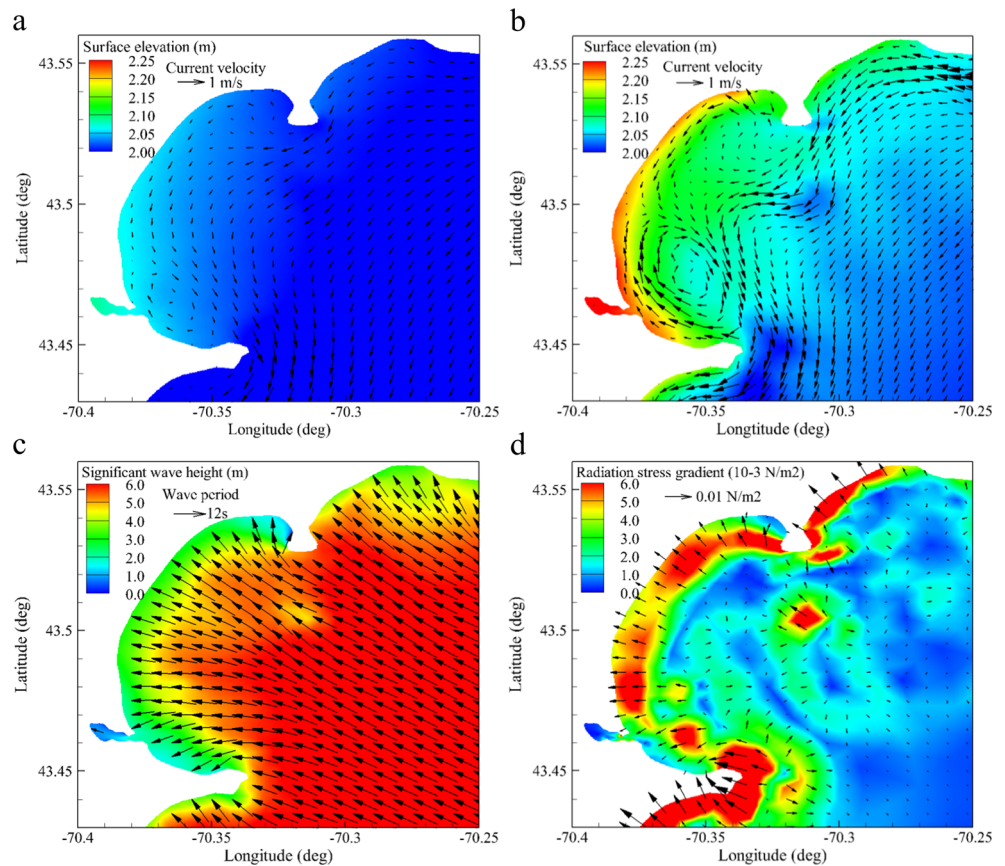 a
Surface elevation (m)
2.25
2.20
2.15
2.10
2.05
2.00
Current velocity
1 m/s
43.55
43.5
43.45
Latitude (deg)
-70.4
-70.35
-70.3
-70.25
Longitude (deg)
b
Surface elevation (m)
2.25
2.20
2.15
2.10
2.05
2.00
Current velocity
1 m/s
43.55
43.5
43.45
Latitude (deg)
-70.4
-70.35
-70.3
-70.25
Longtitude (deg)
c
Significant wave height (m)
6.0
5.0
4.0
3.0
2.0
1.0
0.0
Wave period
12s
43.55
43.5
43.45
Latitude (deg)
-70.4
-70.35
-70.3
-70.25
Longitude (deg)
d
Radiation stress gradient (10-3 N/m2)
6.0
5.0
4.0
3.0
2.0
1.0
0.0
0.01 N/m2
43.55
43.5
43.45
Latitude (deg)
-70.4
-70.35
-70.3
-70.25
Longitude (deg)